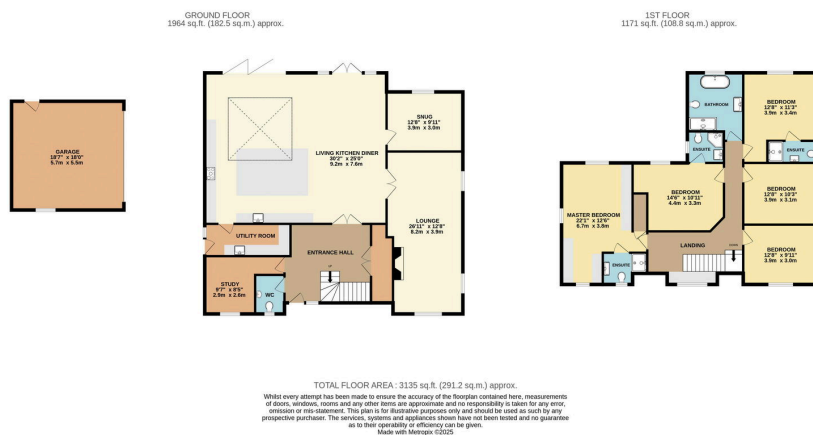 GROUND FLOOR
1964 sq.ft. (182.5 sq.m.) approx.
1ST FLOOR
1171 sq.ft. (108.8 sq.m.) approx.
GARAGE
18'7" x 18'0"
5.7m x 5.5m
SNUG
12'8" x 9'11"
3.9m x 3.0m
LIVING KITCHEN DINER
30'2" x 25'0"
9.2m x 7.6m
LOUNGE
26'11" x 12'8"
8.2m x 3.9m
UTILITY ROOM
ENTRANCE HALL
STUDY
9'7" x 8'5"
2.9m x 2.6m
WC
UP
BATHROOM
BEDROOM
12'8" x 11'3"
3.9m x 3.4m
ENSUITE
ENSUITE
BEDROOM
14'6" x 10'11"
4.4m x 3.3m
BEDROOM
12'8" x 10'3"
3.9m x 3.1m
MASTER BEDROOM
22'1" x 12'6"
6.7m x 3.8m
LANDING
DOWN
BEDROOM
12'8" x 9'11"
3.9m x 3.0m
ENSUITE
TOTAL FLOOR AREA : 3135 sq.ft. (291.2 sq.m.) approx.
Whilst every attempt has been made to ensure the accuracy of the floorplan contained here, measurements
of doors, windows, rooms and any other items are approximate and no responsibility is taken for any error,
omission or mis-statement. This plan is for illustrative purposes only and should be used as such by any
prospective purchaser. The services, systems and appliances shown have not been tested and no guarantee
as to their operability or efficiency can be given.
Made with Metropix ©2025